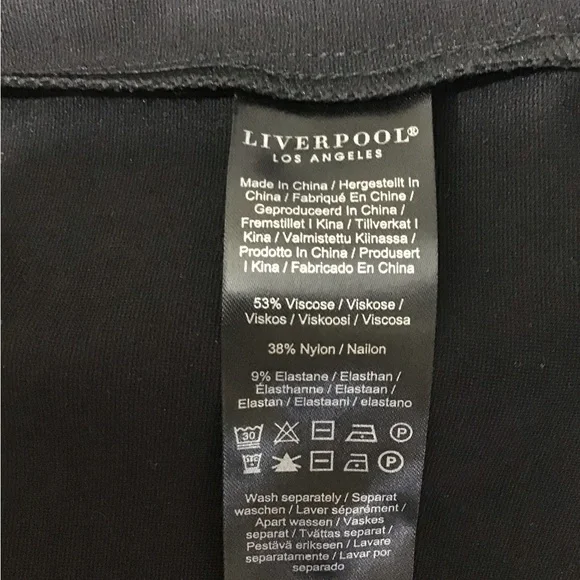 LIVERPOOL®
LOS ANGELES
Made In China / Hergestellt In
China / Fabriqué En Chine /
Geproduceerd In China /
Fremstillet I Kina / Tillverkat I
Kina / Valmistettu Kiinassa /
Prodotto In China / Produsert
I Kina / Fabricado En China
53% Viscose / Viskose /
Viskos / Viskoosi / Viscosa
38% Nylon / Nailon
9% Elastane / Elasthan /
Élasthanne / Elastaan /
Elastan / Elastaani / elastano
30 P
P
Wash separately / Separat
waschen / Laver séparément /
Apart wassen / Vaskes
separat / Tvättas separat /
Pestävä erikseen / Lavare
separatamente / Lavar por
separado